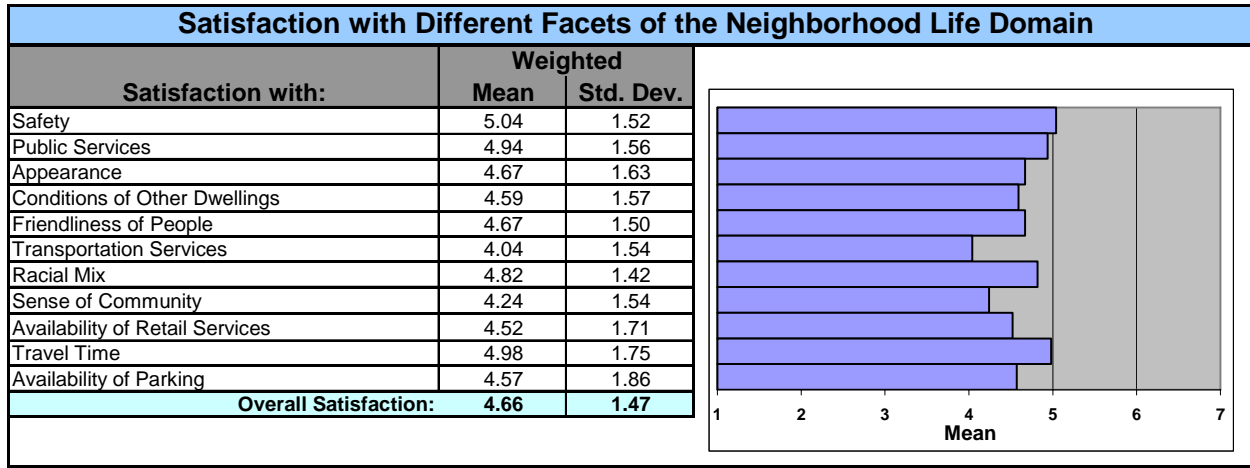 Satisfaction with Different Facets of the Neighborhood Life Domain
Weighted
Satisfaction with: Mean Std. Dev.
Safety 5.04 1.52
Public Services 4.94 1.56
Appearance 4.67 1.63
Conditions of Other Dwellings 4.59 1.57
Friendliness of People 4.67 1.50
Transportation Services 4.04 1.54
Racial Mix 4.82 1.42
Sense of Community 4.24 1.54
Availability of Retail Services 4.52 1.71
Travel Time 4.98 1.75
Availability of Parking 4.57 1.86
Overall Satisfaction: 4.66 1.47
1 2 3 4 5 6 7
Mean